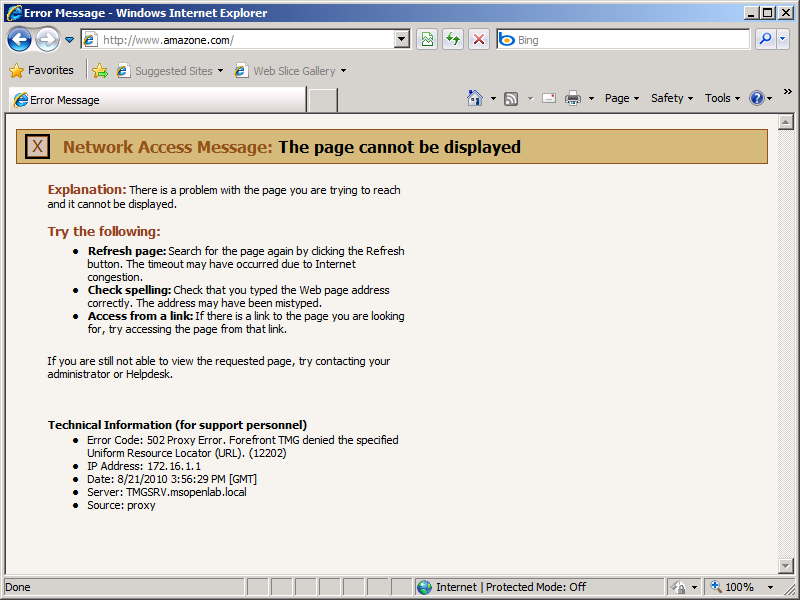 Error Message - Windows Internet Explorer
http://www.amazone.com/
Bing
Favorites
Suggested Sites
Web Slice Gallery
Error Message
Page
Safety
Tools
»
X
Network Access Message: The page cannot be displayed
Explanation: There is a problem with the page you are trying to reach
and it cannot be displayed.
Try the following:
• Refresh page: Search for the page again by clicking the Refresh
button. The timeout may have occurred due to Internet
congestion.
• Check spelling: Check that you typed the Web page address
correctly. The address may have been mistyped.
• Access from a link: If there is a link to the page you are looking
for, try accessing the page from that link.
If you are still not able to view the requested page, try contacting your
administrator or Helpdesk.
Technical Information (for support personnel)
• Error Code: 502 Proxy Error. Forefront TMG denied the specified
Uniform Resource Locator (URL). (12202)
• IP Address: 172.16.1.1
• Date: 8/21/2010 3:56:29 PM [GMT]
• Server: TMGSRV.msopenlab.local
• Source: proxy
Done
Internet | Protected Mode: Off
100%